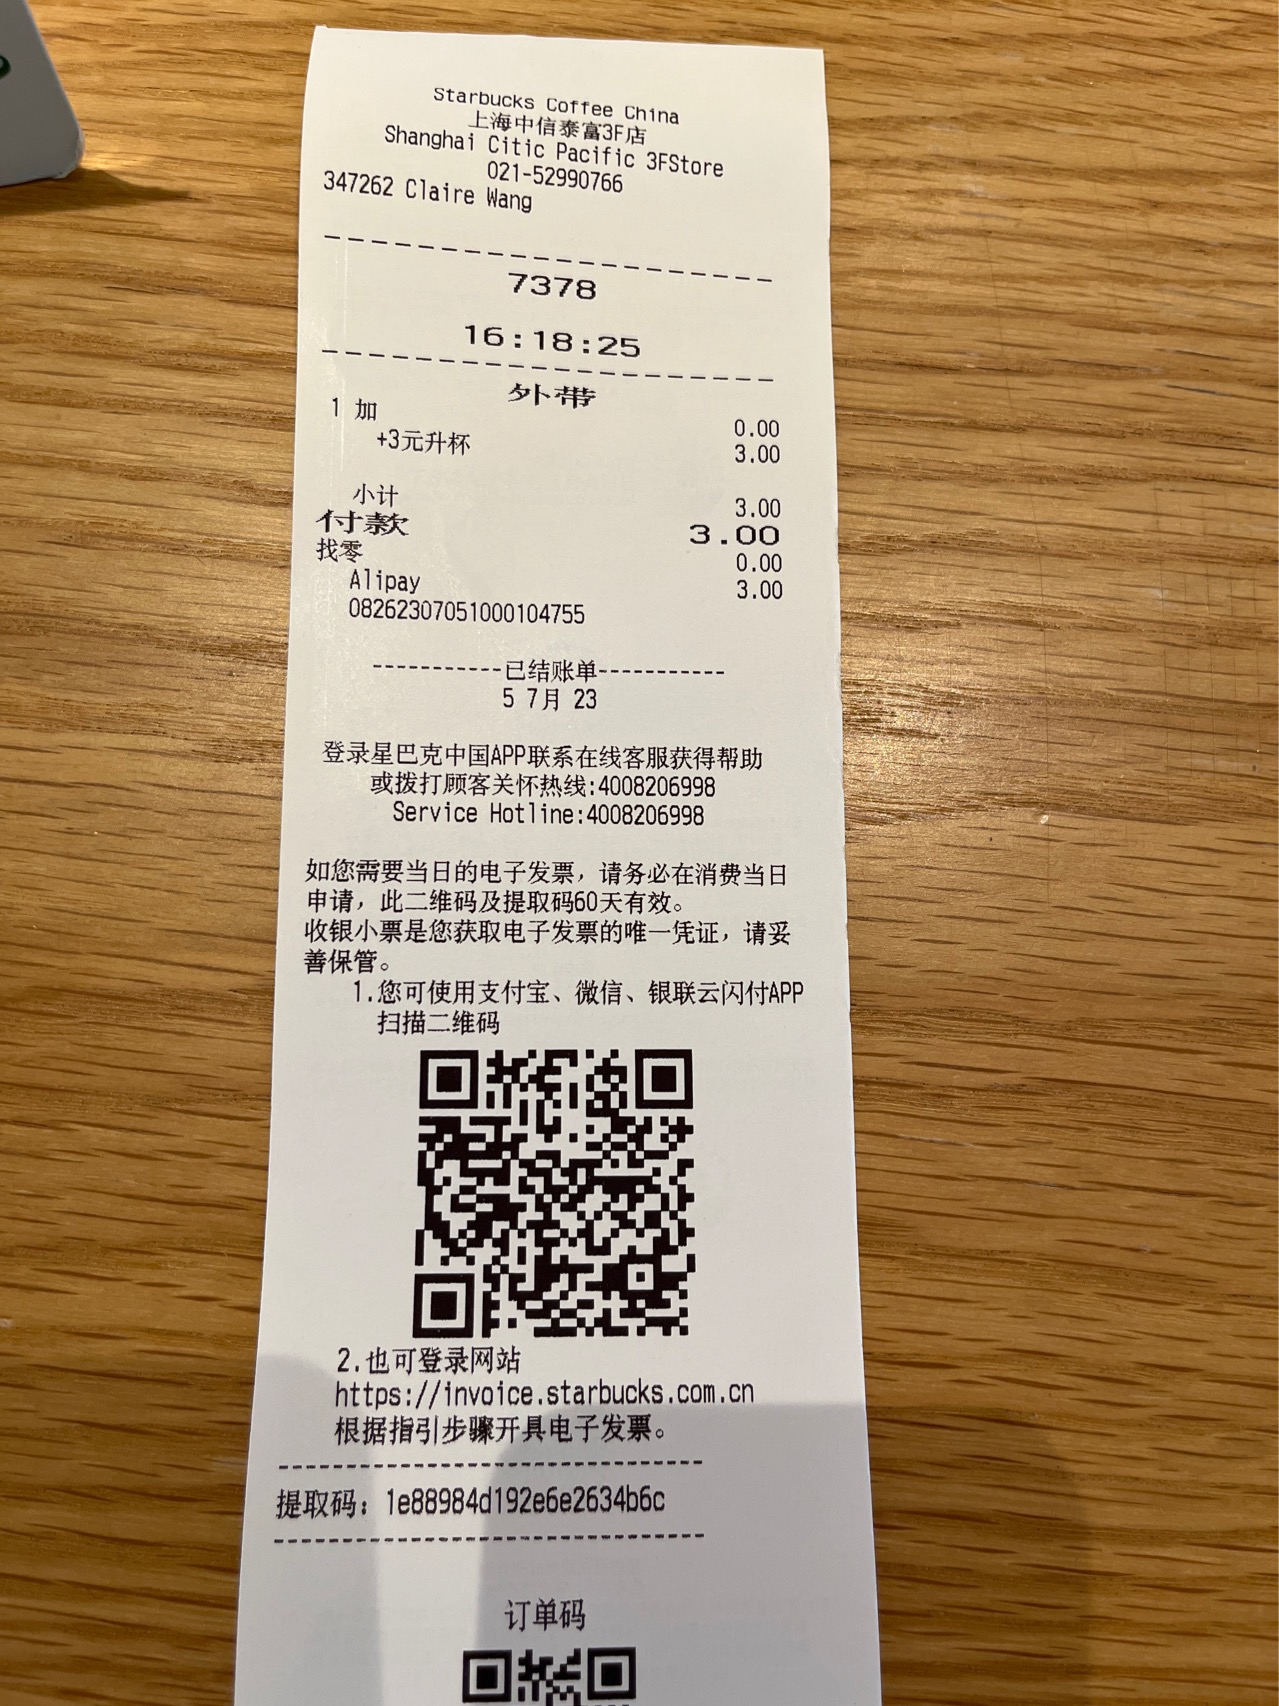 Starbucks Coffee China
上海中信泰富3F店
Shanghai Citic Pacific 3FStore
021-52990766
347262 Claire Wang
7378
16:18:25
外带
1 加 0.00
+3元升杯 3.00
小计 3.00
付款 3.00
找零 0.00
Alipay 3.00
08262307051000104755
-----------已结账单-----------
5 7月 23
登录星巴克中国APP联系在线客服获得帮助
或拨打顾客关怀热线:4008206998
Service Hotline:4008206998
如您需要当日的电子发票，请务必在消费当日
申请，此二维码及提取码60天有效。
收银小票是您获取电子发票的唯一凭证，请妥
善保管。
1.您可使用支付宝、微信、银联云闪付APP
扫描二维码
2.也可登录网站
https://invoice.starbucks.com.cn
根据指引步骤开具电子发票。
提取码：1e88984d192e6e2634b6c
订单码